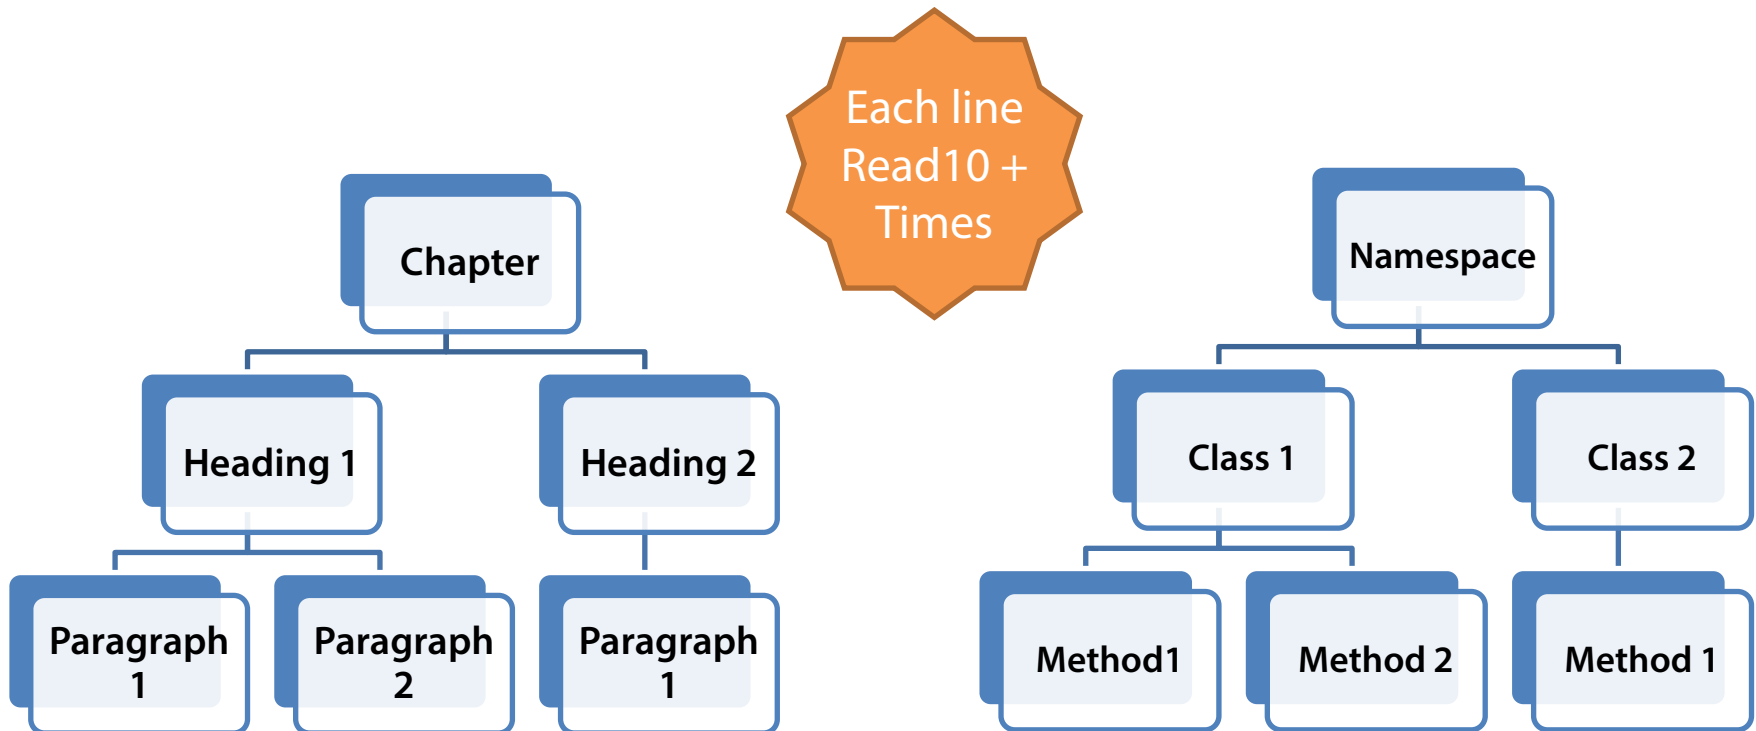 Each line
Read10 +
Times
Chapter
Heading 1
Heading 2
Paragraph
1
Paragraph
2
Paragraph
1
Namespace
Class 1
Class 2
Method1
Method 2
Method 1